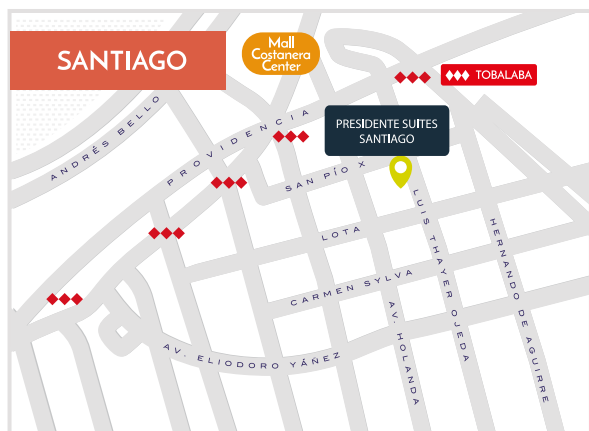 SANTIAGO
Mall
Costanera
Center
TOBALABA
ANDRÉS BELLO
PROVIDENCIA
PRESIDENTE SUITES
SANTIAGO
SAN PÍO X
LOTA
LUIS THAYER OJEDA
HERNANDO DE AGUIRRE
CARMEN SYLVA
AV. HOLANDA
AV. ELIODORO YÁÑEZ